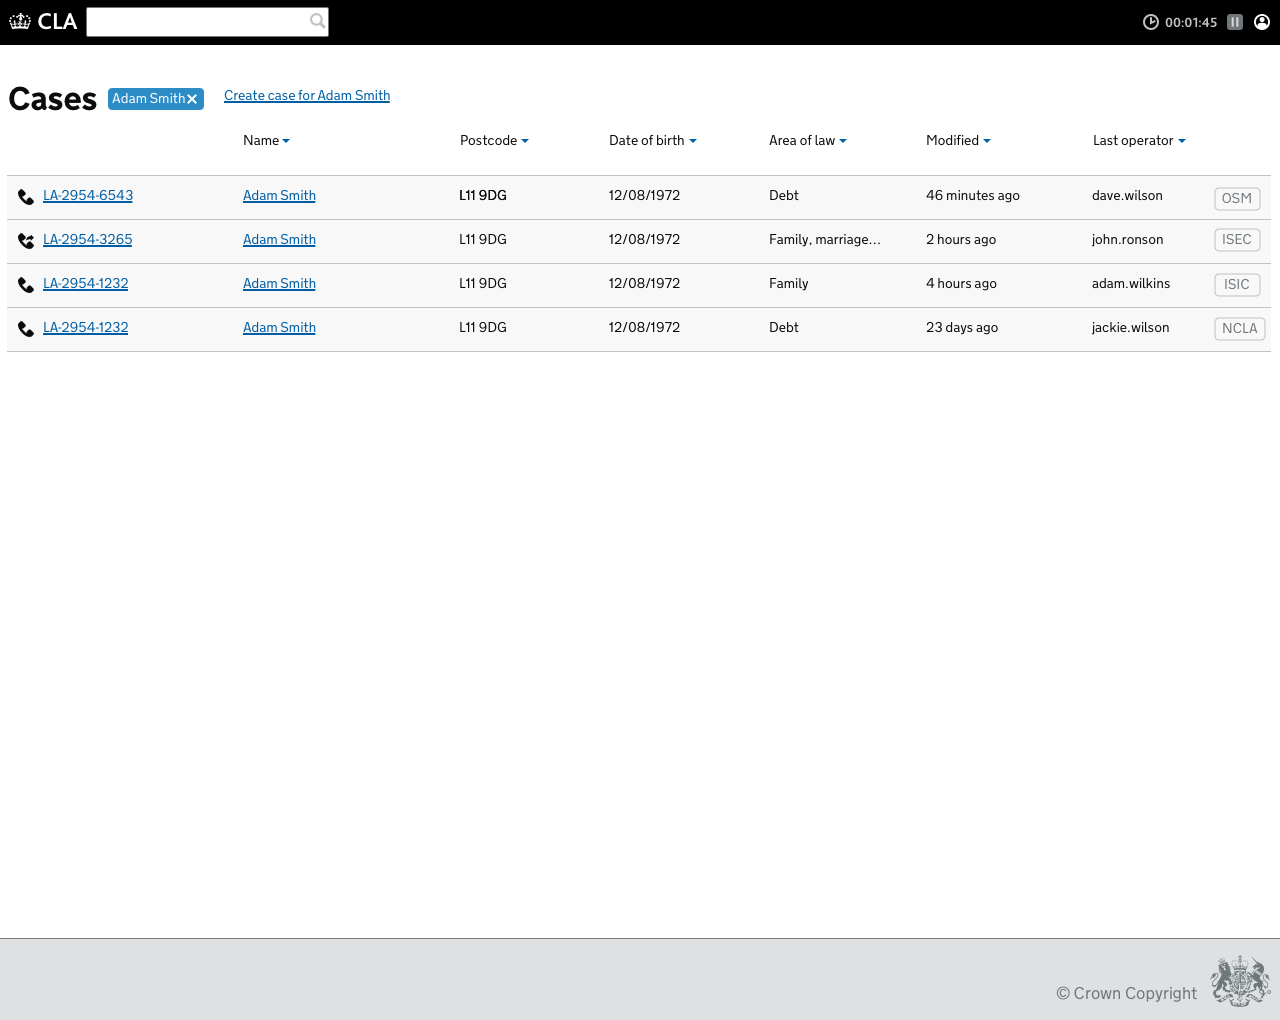 CLA 00:01:45
Cases Adam Smith Create case for Adam Smith
Name Postcode Date of birth Area of law Modified Last operator
LA-2954-6543 Adam Smith L11 9DG 12/08/1972 Debt 46 minutes ago dave.wilson OSM
LA-2954-3265 Adam Smith L11 9DG 12/08/1972 Family, marriage... 2 hours ago john.ronson ISEC
LA-2954-1232 Adam Smith L11 9DG 12/08/1972 Family 4 hours ago adam.wilkins ISIC
LA-2954-1232 Adam Smith L11 9DG 12/08/1972 Debt 23 days ago jackie.wilson NCLA
© Crown Copyright